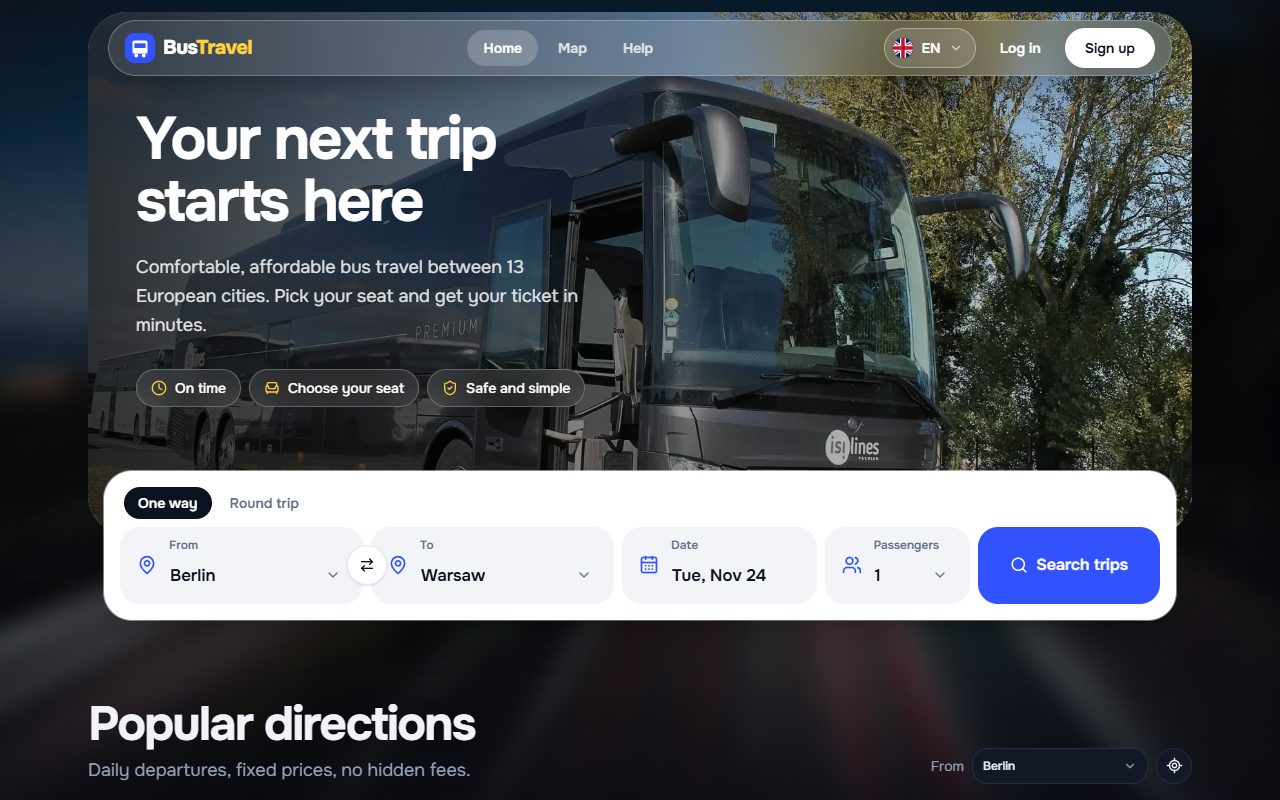 BusTravel
Home
Map
Help
EN
Log in
Sign up
Your next trip
starts here
Comfortable, affordable bus travel between 13
European cities. Pick your seat and get your ticket in
minutes.
PREMIUM
On time
Choose your seat
Safe and simple
isilines
PREMIUM
One way
Round trip
From
Berlin
To
Warsaw
Date
Tue, Nov 24
Passengers
1
Search trips
Popular directions
Daily departures, fixed prices, no hidden fees.
From
Berlin